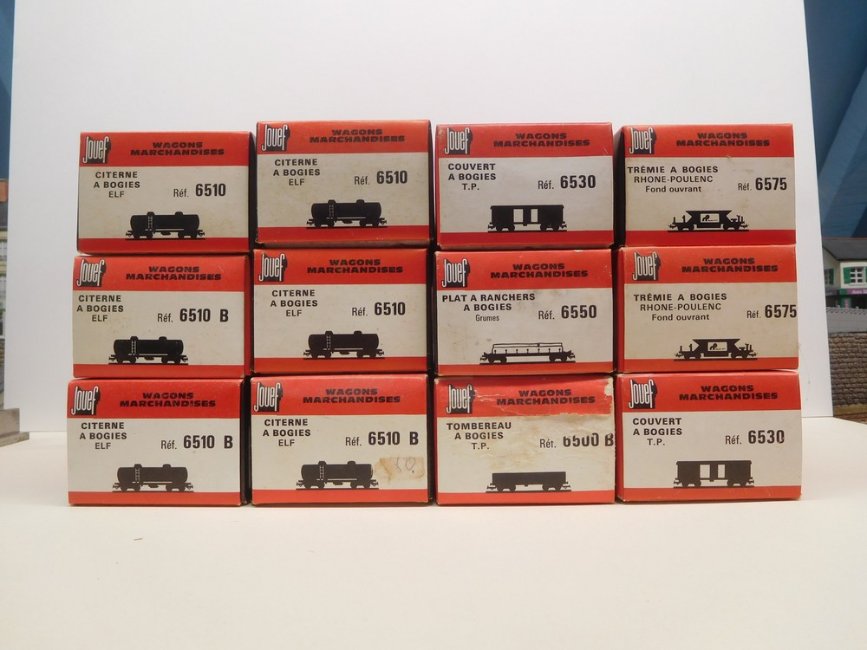 Jouef
WAGONS
MARCHANDISES
CITERNE
A BOGIES
ELF
Réf. 6510
Jouef
WAGONS
MARCHANDISES
CITERNE
A BOGIES
ELF
Réf. 6510
Jouef
WAGONS
MARCHANDISES
COUVERT
A BOGIES
T.P.
Réf. 6530
Jouef
WAGONS
MARCHANDISES
TRÉMIE A BOGIES
RHONE-POULENC
Fond ouvrant
Réf. 6575
Jouef
WAGONS
MARCHANDISES
CITERNE
A BOGIES
ELF
Réf. 6510 B
Jouef
WAGONS
MARCHANDISES
CITERNE
A BOGIES
ELF
Réf. 6510
Jouef
WAGONS
MARCHANDISES
PLAT A RANCHERS
A BOGIES
Grumes
Réf. 6550
Jouef
WAGONS
MARCHANDISES
TRÉMIE A BOGIES
RHONE-POULENC
Fond ouvrant
Réf. 6575
Jouef
WAGONS
MARCHANDISES
CITERNE
A BOGIES
ELF
Réf. 6510 B
Jouef
WAGONS
MARCHANDISES
CITERNE
A BOGIES
ELF
Réf. 6510 B
Jouef
WAGONS
MARCHANDISES
TOMBEREAU
A BOGIES
T.P.
Réf. 6500 B
Jouef
WAGONS
MARCHANDISES
COUVERT
A BOGIES
T.P.
Réf. 6530